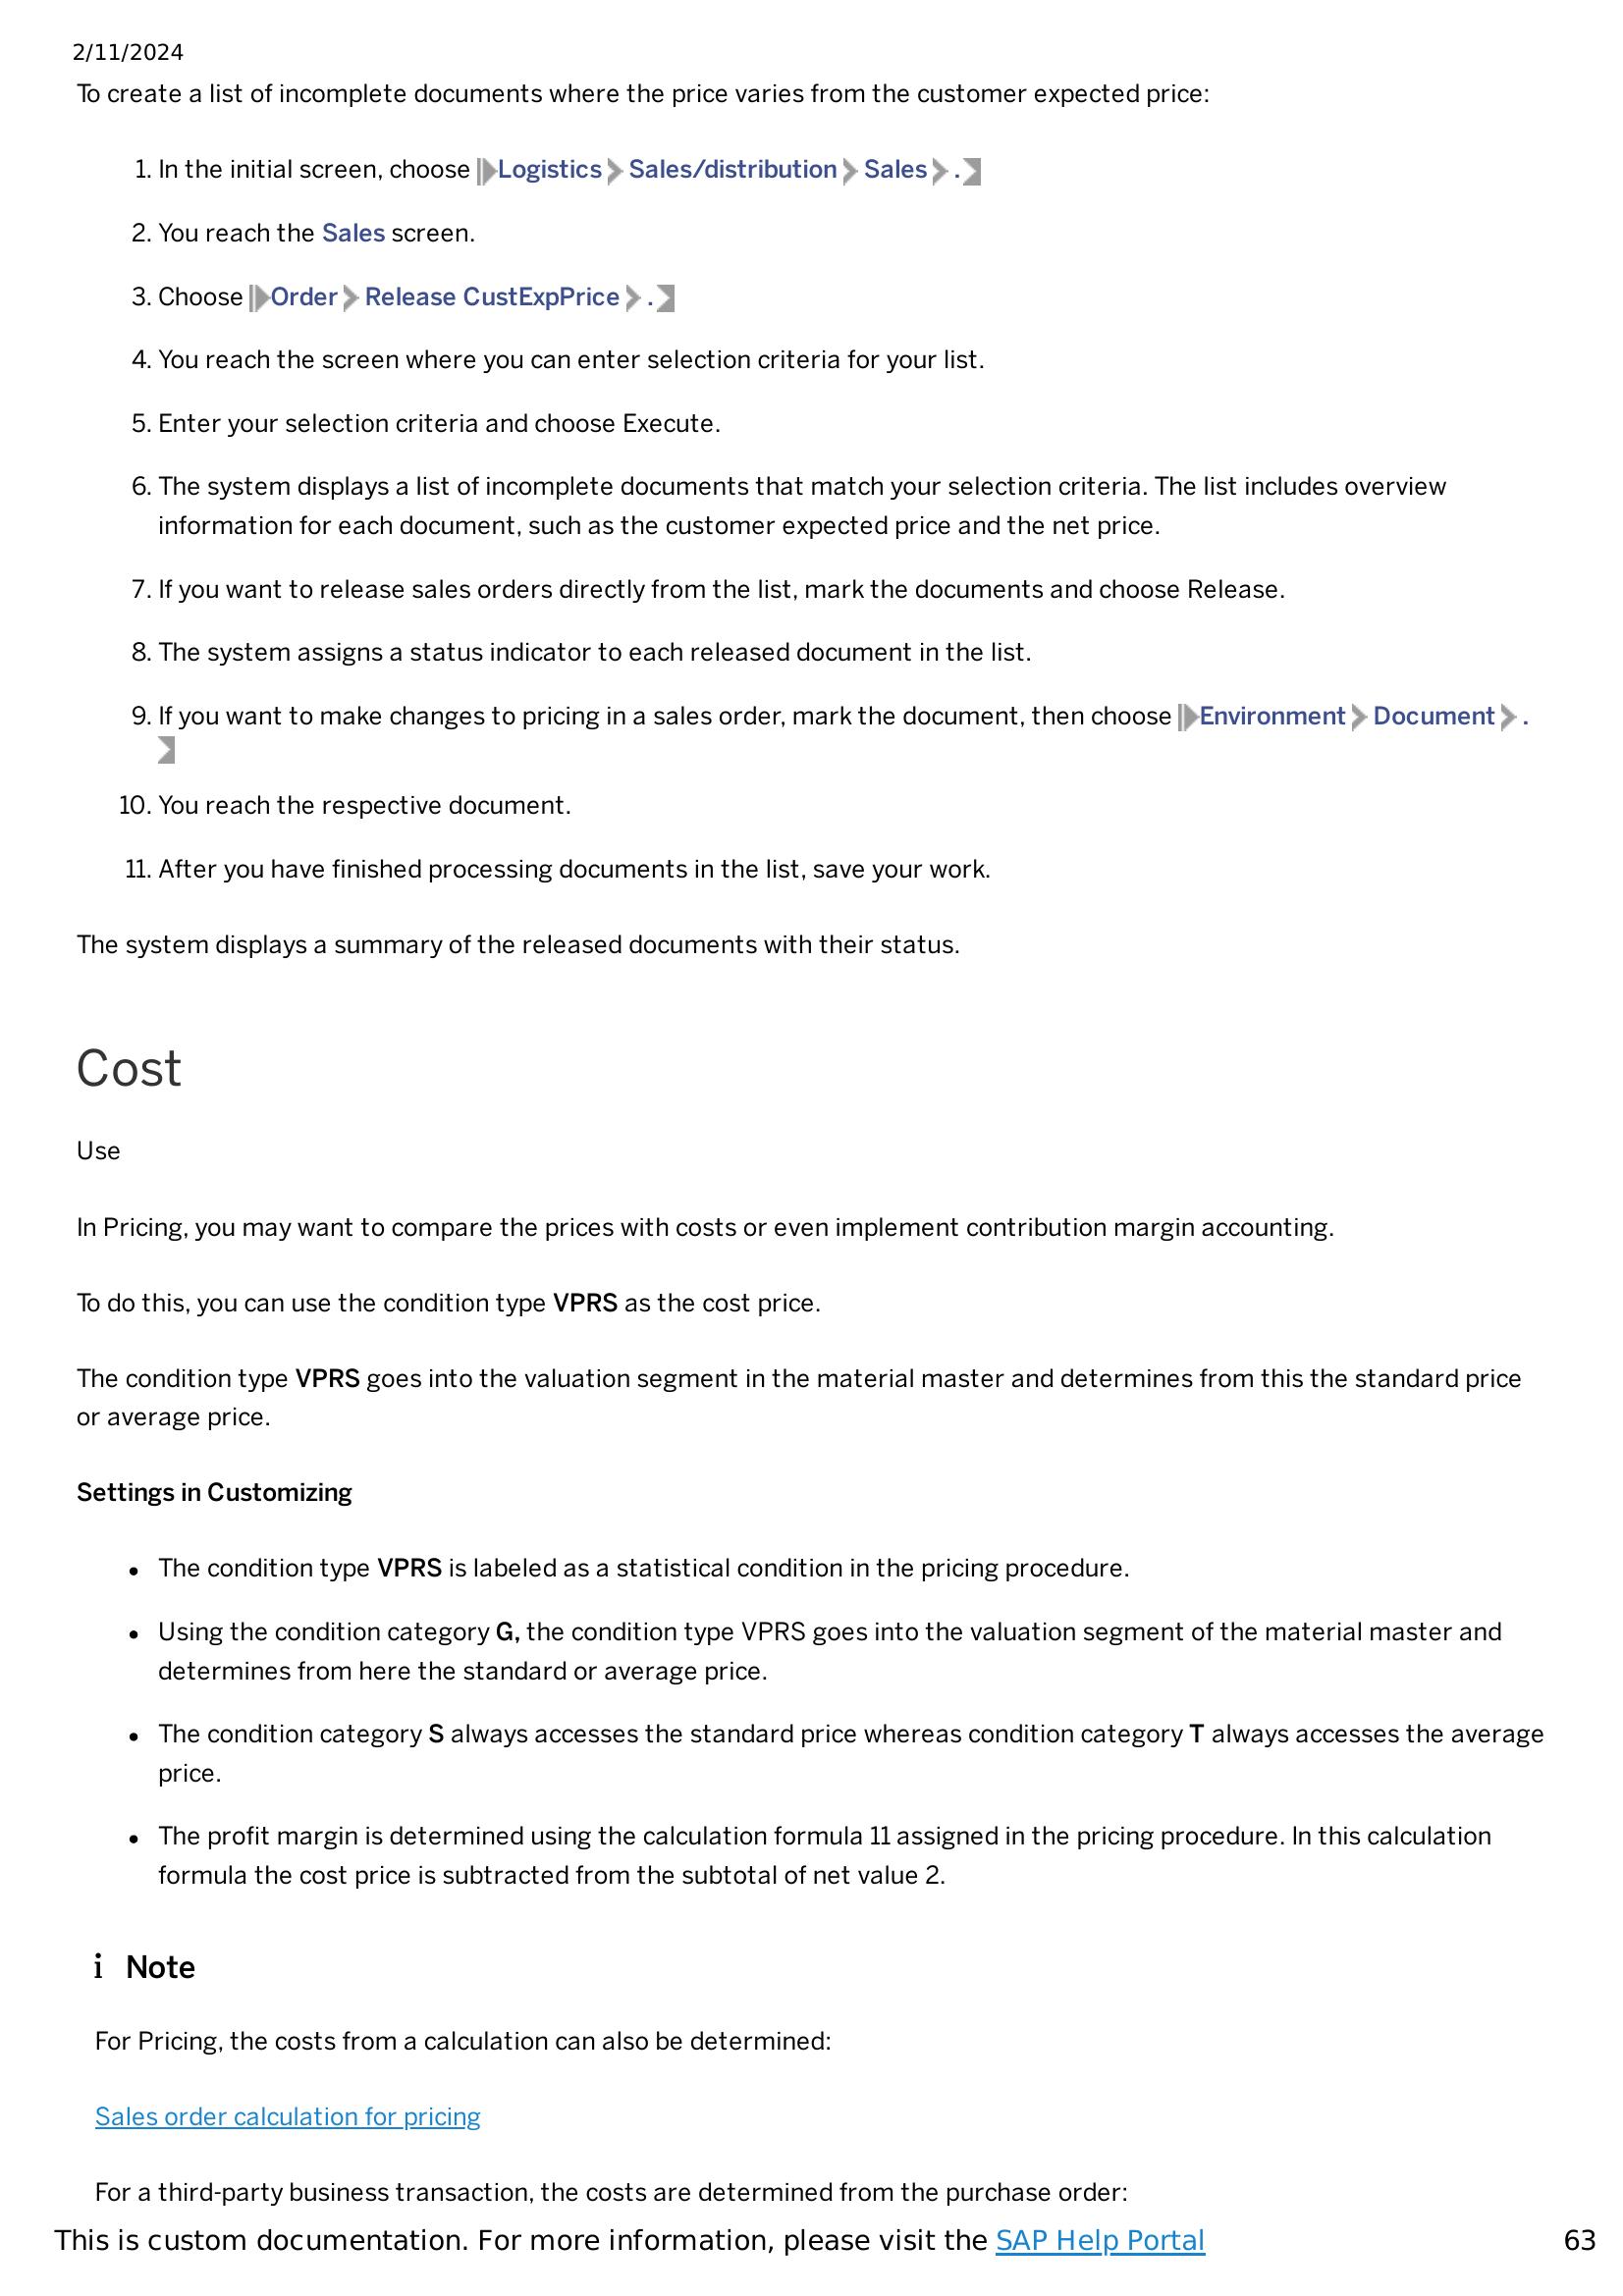 2/11/2024
To create a list of incomplete documents where the price varies from the customer expected price:
1. In the initial screen, choose Logistics Sales/distribution Sales .
2. You reach the Sales screen.
3. Choose Order Release CustExpPrice .
4. You reach the screen where you can enter selection criteria for your list.
5. Enter your selection criteria and choose Execute.
6. The system displays a list of incomplete documents that match your selection criteria. The list includes overview
information for each document, such as the customer expected price and the net price.
7. If you want to release sales orders directly from the list, mark the documents and choose Release.
8. The system assigns a status indicator to each released document in the list.
9. If you want to make changes to pricing in a sales order, mark the document, then choose Environment Document .
10. You reach the respective document.
11. After you have finished processing documents in the list, save your work.
The system displays a summary of the released documents with their status.
Cost
Use
In Pricing, you may want to compare the prices with costs or even implement contribution margin accounting.
To do this, you can use the condition type VPRS as the cost price.
The condition type VPRS goes into the valuation segment in the material master and determines from this the standard price
or average price.
Settings in Customizing
• The condition type VPRS is labeled as a statistical condition in the pricing procedure.
• Using the condition category G, the condition type VPRS goes into the valuation segment of the material master and
determines from here the standard or average price.
• The condition category S always accesses the standard price whereas condition category T always accesses the average
price.
• The profit margin is determined using the calculation formula 11 assigned in the pricing procedure. In this calculation
formula the cost price is subtracted from the subtotal of net value 2.
i Note
For Pricing, the costs from a calculation can also be determined:
Sales order calculation for pricing
For a third-party business transaction, the costs are determined from the purchase order:
This is custom documentation. For more information, please visit the SAP Help Portal 63